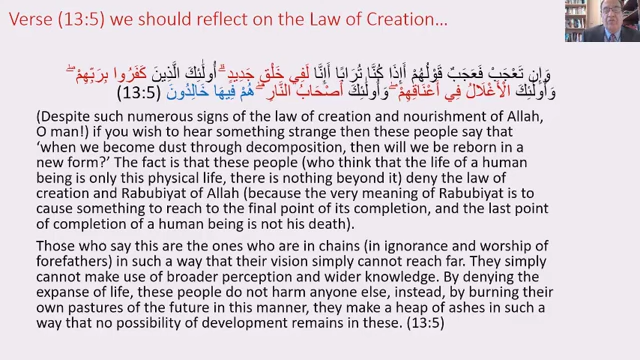 Verse (13:5) we should reflect on the Law of Creation…
وَإِن تَعْجَبْ فَعَجَبٌ قَوْلُهُمْ أَإِذَا كُنَّا تُرَابًا أَإِنَّا لَفِي خَلْقٍ جَدِيدٍ ۗ أُولَٰئِكَ الَّذِينَ كَفَرُوا بِرَبِّهِمْ ۖ
وَأُولَٰئِكَ الْأَغْلَالُ فِي أَعْنَاقِهِمْ ۖ وَأُولَٰئِكَ أَصْحَابُ النَّارِ ۖ هُمْ فِيهَا خَالِدُونَ (13:5)
(Despite such numerous signs of the law of creation and nourishment of Allah,
O man!) if you wish to hear something strange then these people say that
‘when we become dust through decomposition, then will we be reborn in a
new form?’ The fact is that these people (who think that the life of a human
being is only this physical life, there is nothing beyond it) deny the law of
creation and Rabubiyat of Allah (because the very meaning of Rabubiyat is to
cause something to reach to the final point of its completion, and the last point
of completion of a human being is not his death).
Those who say this are the ones who are in chains (in ignorance and worship of
forefathers) in such a way that their vision simply cannot reach far. They simply
cannot make use of broader perception and wider knowledge. By denying the
expanse of life, these people do not harm anyone else, instead, by burning their
own pastures of the future in this manner, they make a heap of ashes in such a
way that no possibility of development remains in these. (13:5)